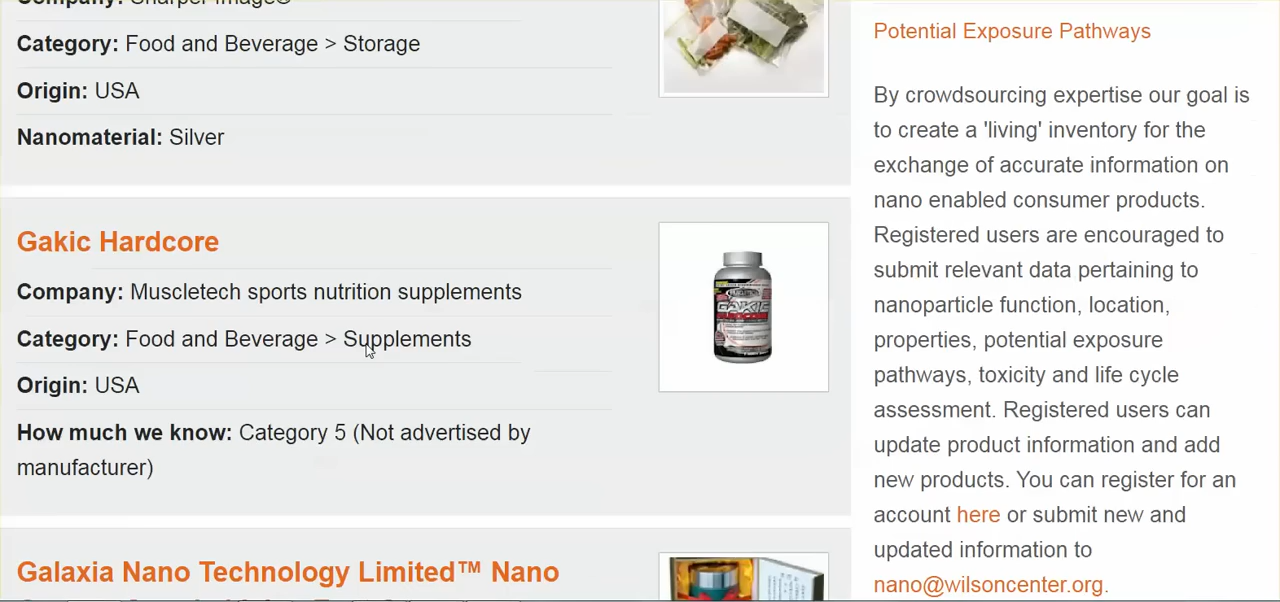 Company: Sharper Image®
Category: Food and Beverage > Storage
Origin: USA
Nanomaterial: Silver
Gakic Hardcore
Company: Muscletech sports nutrition supplements
Category: Food and Beverage > Supplements
Origin: USA
How much we know: Category 5 (Not advertised by
manufacturer)
GAKIC
Galaxia Nano Technology Limited™ Nano
Potential Exposure Pathways
By crowdsourcing expertise our goal is
to create a 'living' inventory for the
exchange of accurate information on
nano enabled consumer products.
Registered users are encouraged to
submit relevant data pertaining to
nanoparticle function, location,
properties, potential exposure
pathways, toxicity and life cycle
assessment. Registered users can
update product information and add
new products. You can register for an
account here or submit new and
updated information to
nano@wilsoncenter.org.